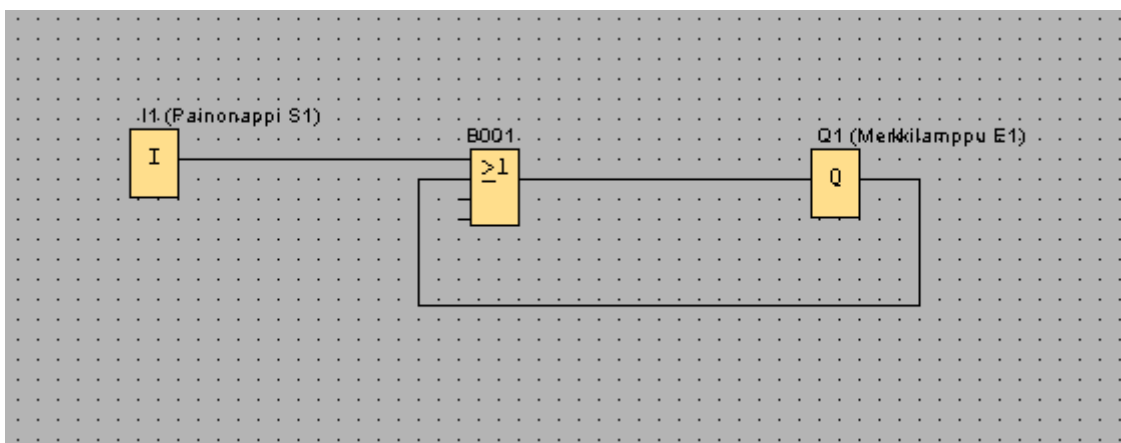 I1 (Painonappi S1)
I
B001
≥1
Q1 (Merkkilamppu E1)
Q